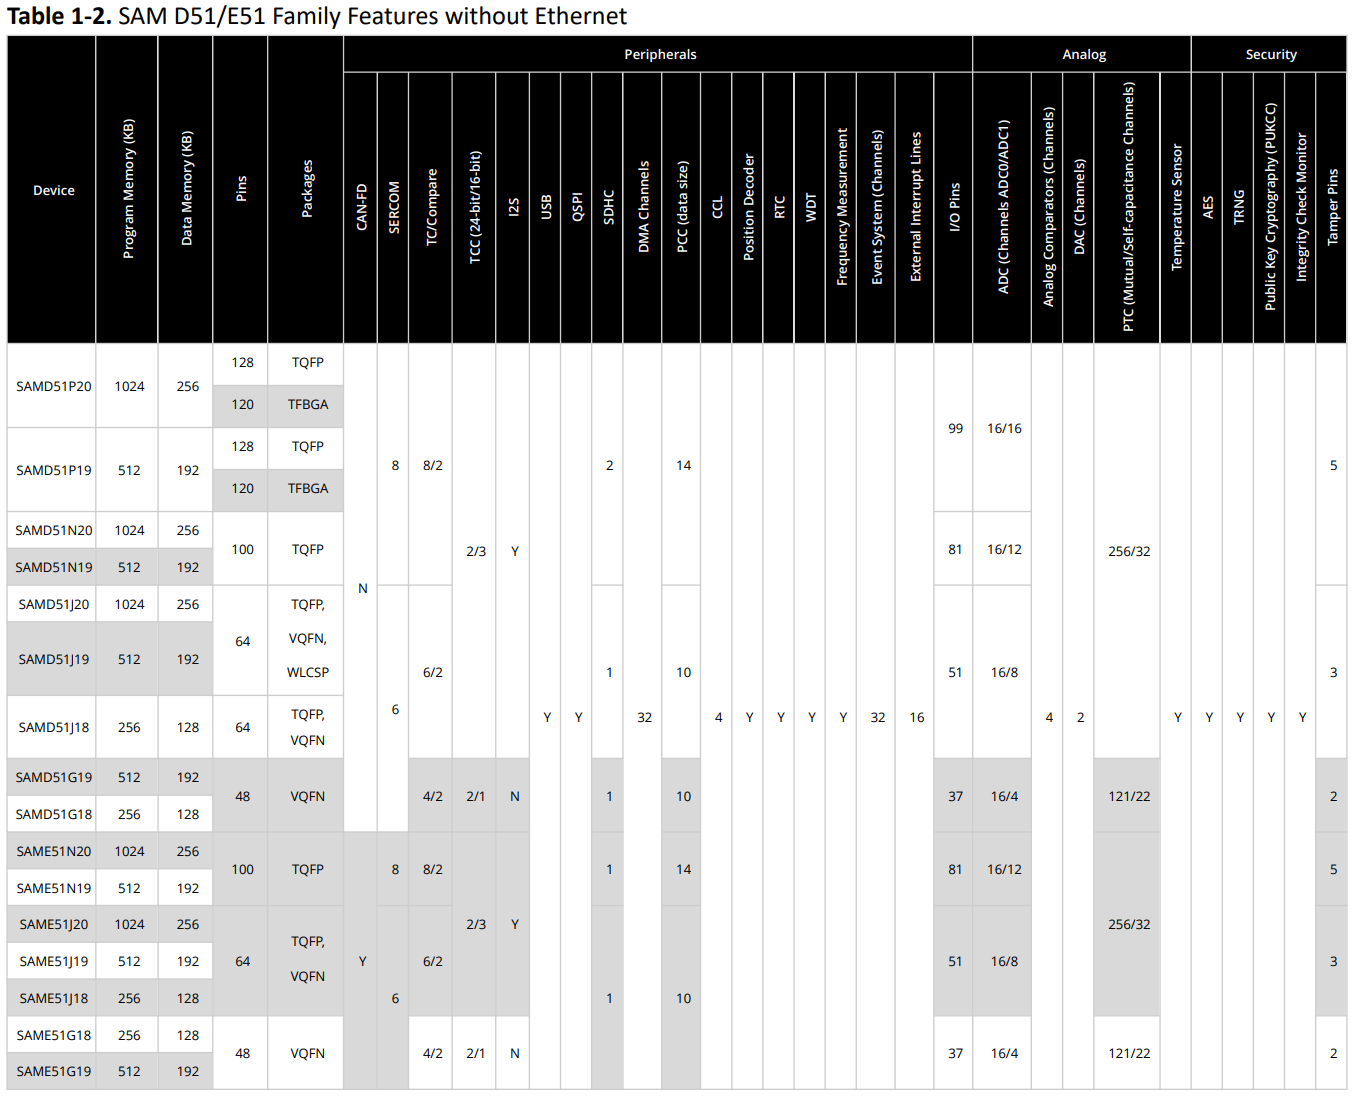 Table 1-2. SAM D51/E51 Family Features without Ethernet
Peripherals Analog Security
Device Program Memory (KB) Data Memory (KB) Pins Packages CAN-FD SERCOM TC/Compare TCC (24-bit/16-bit) I2S USB QSPI SDHC DMA Channels PCC (data size) CCL Position Decoder RTC WDT Frequency Measurement Event System (Channels) External Interrupt Lines I/O Pins ADC (Channels ADC0/ADC1) Analog Comparators (Channels) DAC (Channels) PTC (Mutual/Self-capacitance Channels) Temperature Sensor AES TRNG Public Key Cryptography (PUKCC) Integrity Check Monitor Tamper Pins
128 TQFP
SAMD51P20 1024 256
120 TFBGA
99 16/16
128 TQFP
SAMD51P19 512 192 8 8/2 2 14 5
120 TFBGA
SAMD51N20 1024 256
100 TQFP 2/3 Y 81 16/12 256/32
SAMD51N19 512 192
N
SAMD51J20 1024 256 TQFP,
64 VQFN,
SAMD51J19 512 192
WLCSP 6/2 1 10 51 16/8 3
6
TQFP,
SAMD51J18 256 128 64 Y Y 32 4 Y Y Y Y 32 16 4 2 Y Y Y Y Y
VQFN
SAMD51G19 512 192
48 VQFN 4/2 2/1 N 1 10 37 16/4 121/22 2
SAMD51G18 256 128
SAME51N20 1024 256
100 TQFP 8 8/2 1 14 81 16/12 5
SAME51N19 512 192
SAME51J20 1024 256 2/3 Y 256/32
TQFP,
SAME51J19 512 192 64 Y 6/2 51 16/8 3
VQFN
SAME51J18 256 128 6 1 10
SAME51G18 256 128
48 VQFN 4/2 2/1 N 37 16/4 121/22 2
SAME51G19 512 192